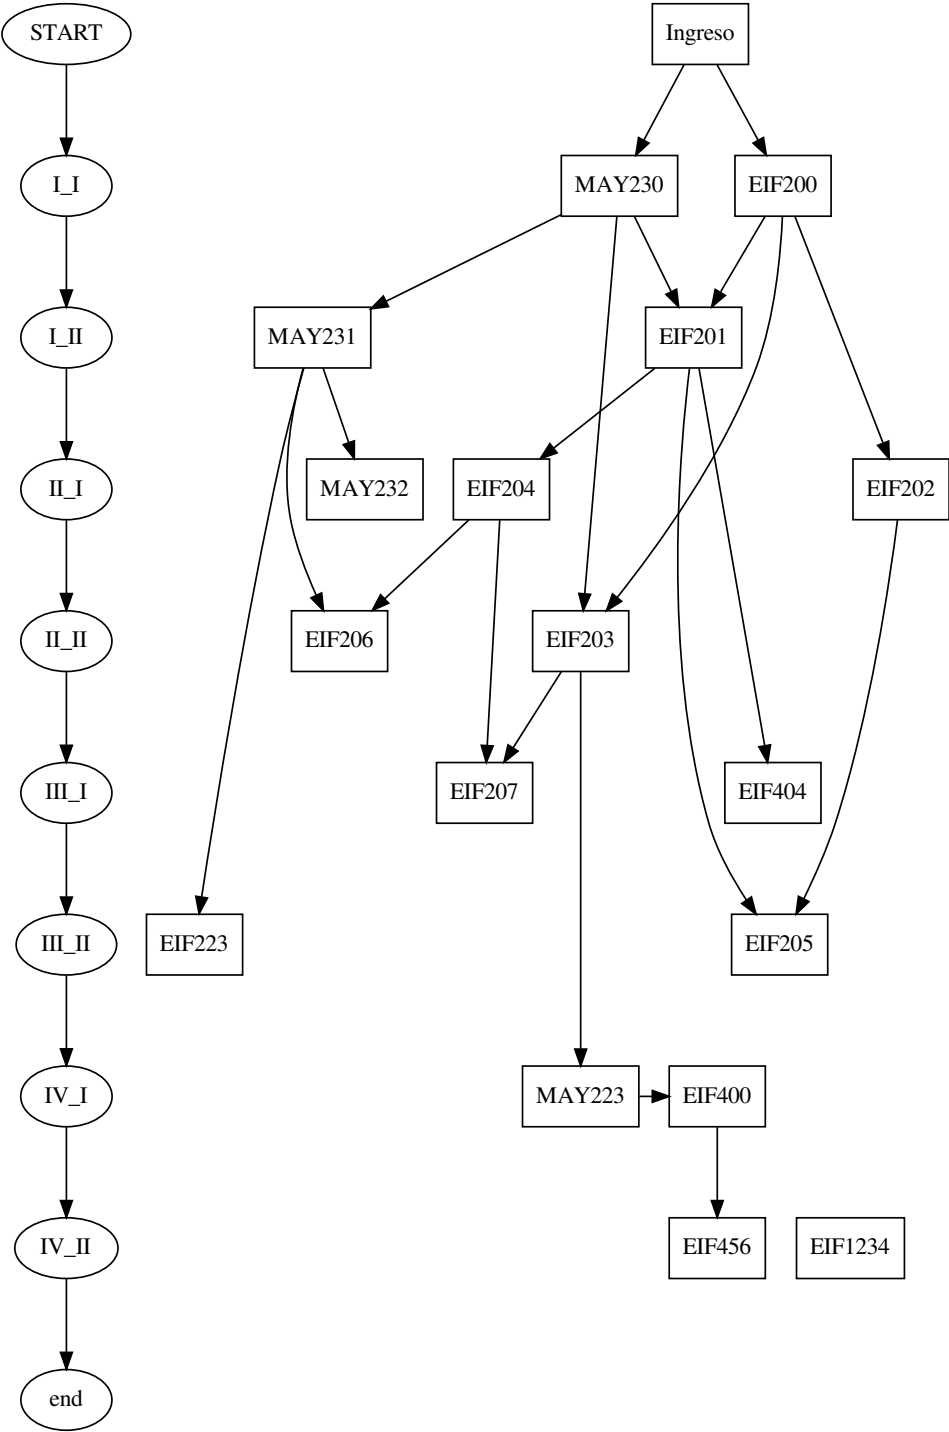 START
Ingreso
I_I
MAY230
EIF200
I_II
MAY231
EIF201
II_I
MAY232
EIF204
EIF202
II_II
EIF206
EIF203
III_I
EIF207
EIF404
III_II
EIF223
EIF205
IV_I
MAY223
EIF400
IV_II
EIF456
EIF1234
end